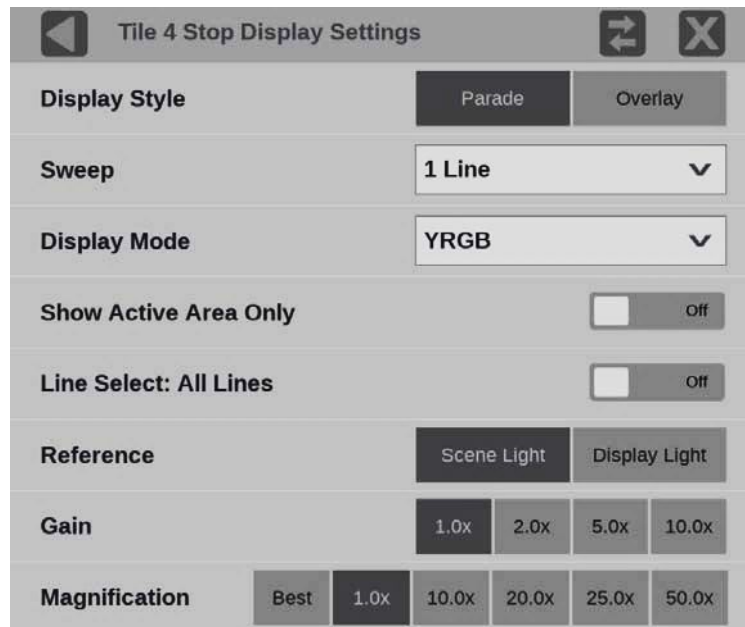 Tile 4 Stop Display Settings
Display Style Parade Overlay
Sweep 1 Line
Display Mode YRGB
Show Active Area Only Off
Line Select: All Lines Off
Reference Scene Light Display Light
Gain 1.0x 2.0x 5.0x 10.0x
Magnification Best 1.0x 10.0x 20.0x 25.0x 50.0x